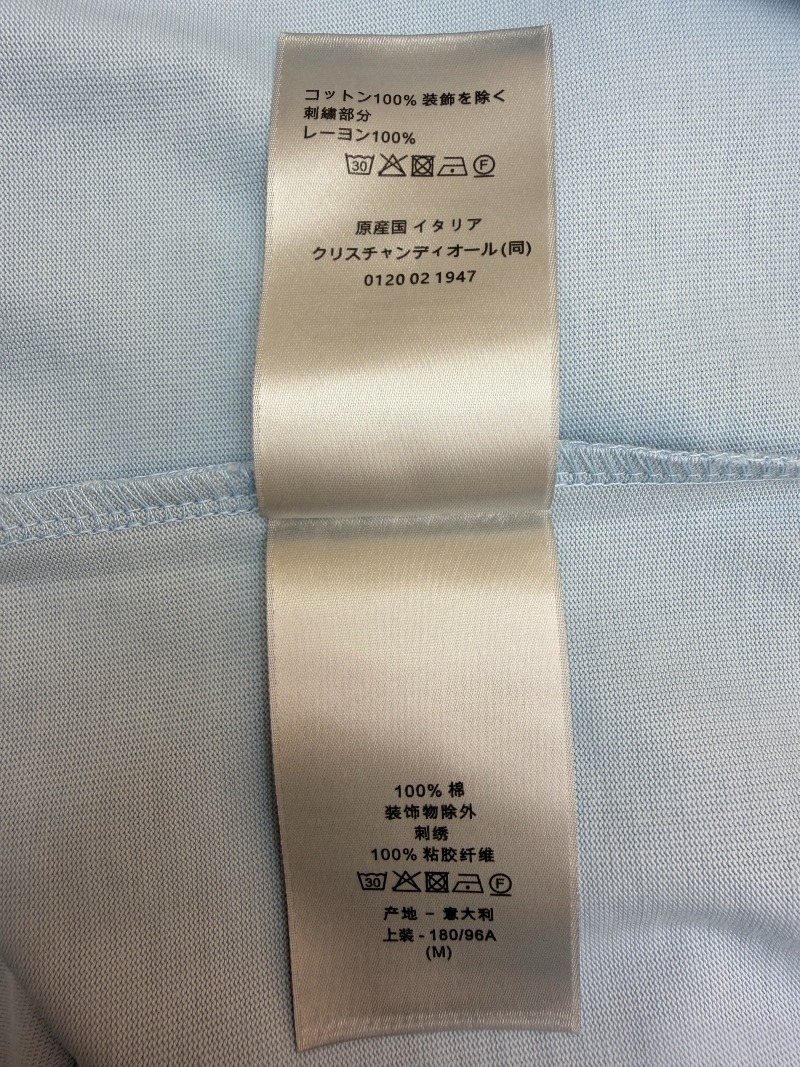 コットン100% 装飾を除く
刺繍部分
レーヨン100%
30 F
原産国 イタリア
クリスチャンディオール(同)
0120 02 1947
100% 棉
装饰物除外
刺绣
100% 粘胶纤维
30 F
产地 - 意大利
上装 - 180/96A
(M)